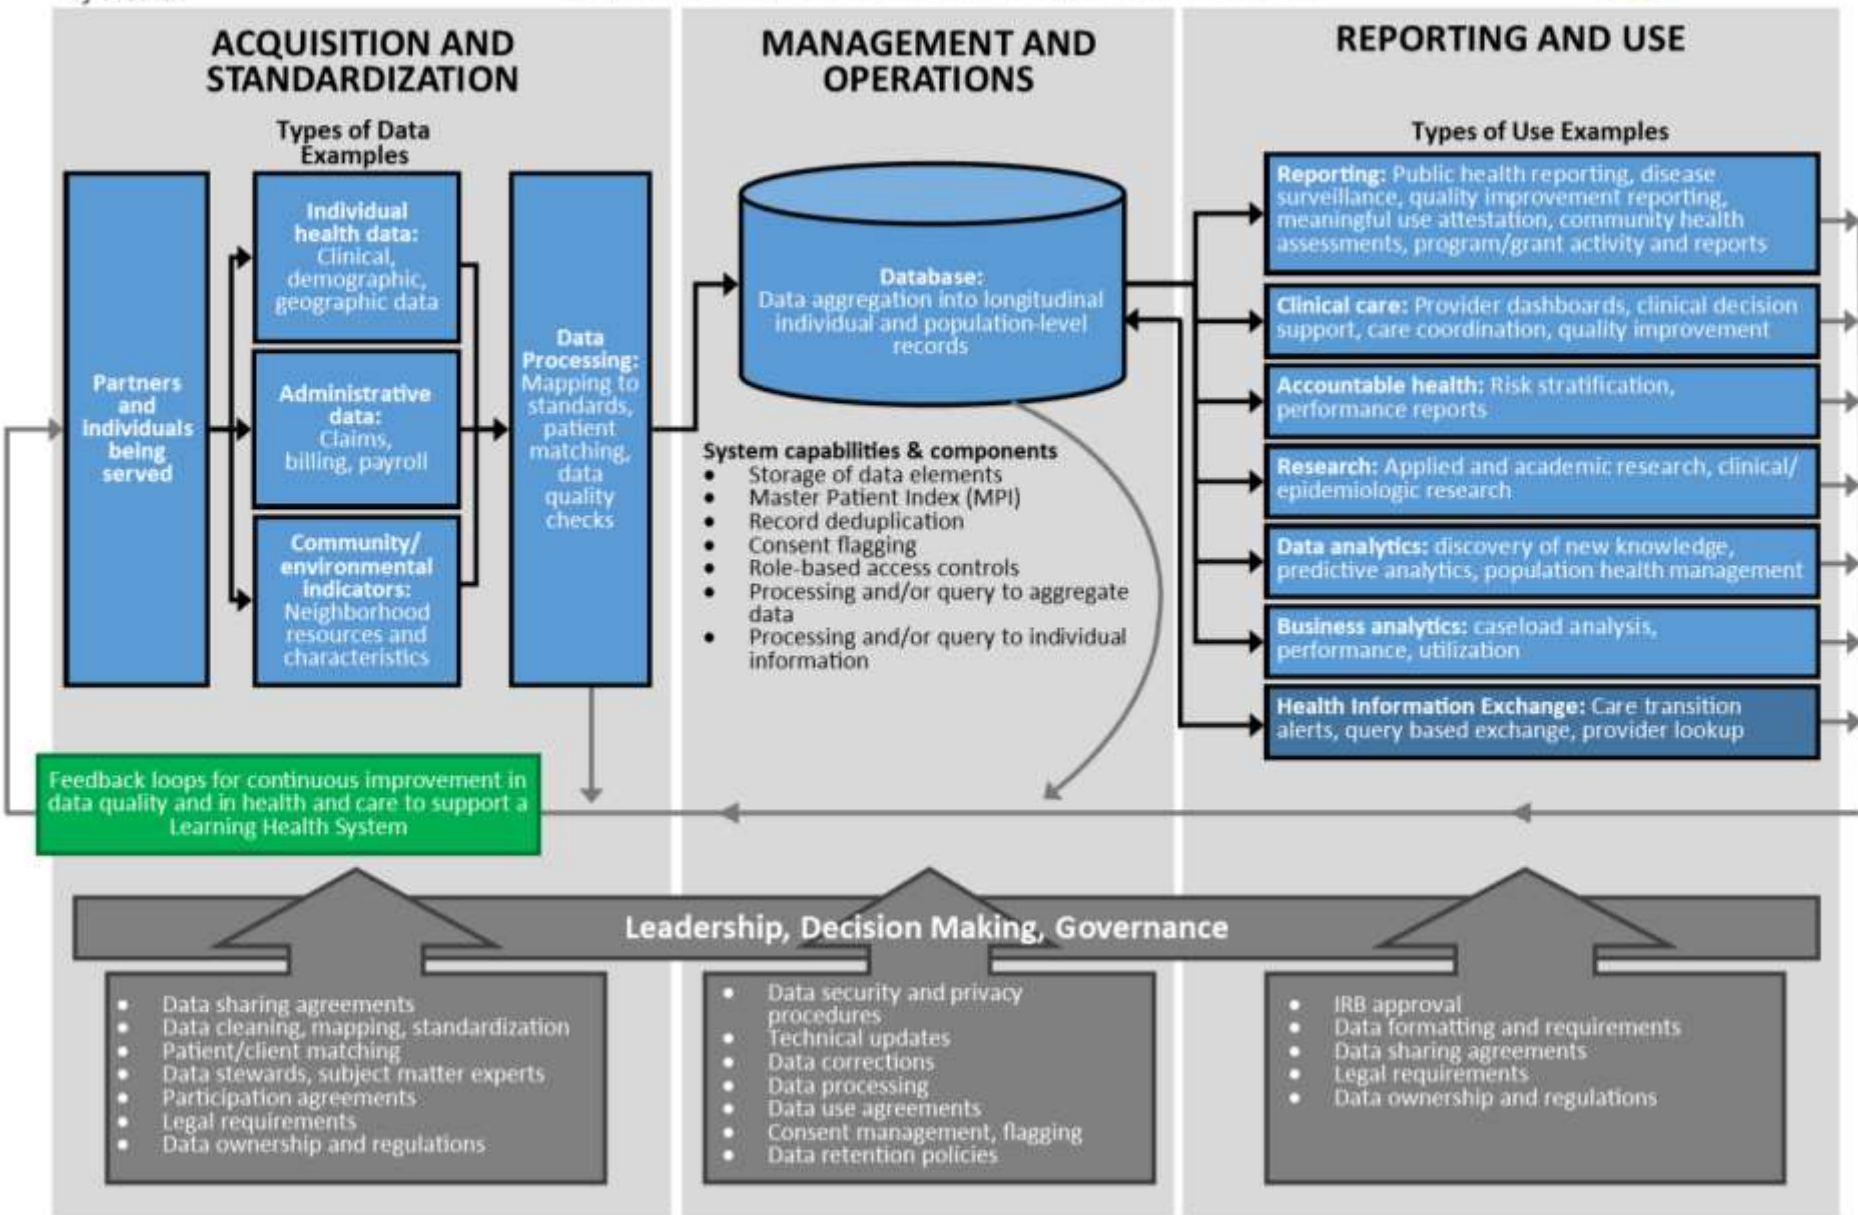 ACQUISITION AND
STANDARDIZATION
Types of Data
Examples
Partners
and
individuals
being
served
Individual
health data:
Clinical,
demographic,
geographic data
Administrative
data:
Claims,
billing, payroll
Community/
environmental
indicators:
Neighborhood
resources and
characteristics
Data
Processing:
Mapping to
standards,
patient
matching,
data
quality
checks
MANAGEMENT AND
OPERATIONS
Database:
Data aggregation into longitudinal
individual and population-level
records
System capabilities & components
• Storage of data elements
• Master Patient Index (MPI)
• Record deduplication
• Consent flagging
• Role-based access controls
• Processing and/or query to aggregate
data
• Processing and/or query to individual
information
REPORTING AND USE
Types of Use Examples
Reporting: Public health reporting, disease
surveillance, quality improvement reporting,
meaningful use attestation, community health
assessments, program/grant activity and reports
Clinical care: Provider dashboards, clinical decision
support, care coordination, quality improvement
Accountable health: Risk stratification,
performance reports
Research: Applied and academic research, clinical/
epidemiologic research
Data analytics: discovery of new knowledge,
predictive analytics, population health management
Business analytics: caseload analysis,
performance, utilization
Health Information Exchange: Care transition
alerts, query based exchange, provider lookup
Feedback loops for continuous improvement in
data quality and in health and care to support a
Learning Health System
Leadership, Decision Making, Governance
• Data sharing agreements
• Data cleaning, mapping, standardization
• Patient/client matching
• Data stewards, subject matter experts
• Participation agreements
• Legal requirements
• Data ownership and regulations
• Data security and privacy
procedures
• Technical updates
• Data corrections
• Data processing
• Data use agreements
• Consent management, flagging
• Data retention policies
• IRB approval
• Data formatting and requirements
• Data sharing agreements
• Legal requirements
• Data ownership and regulations